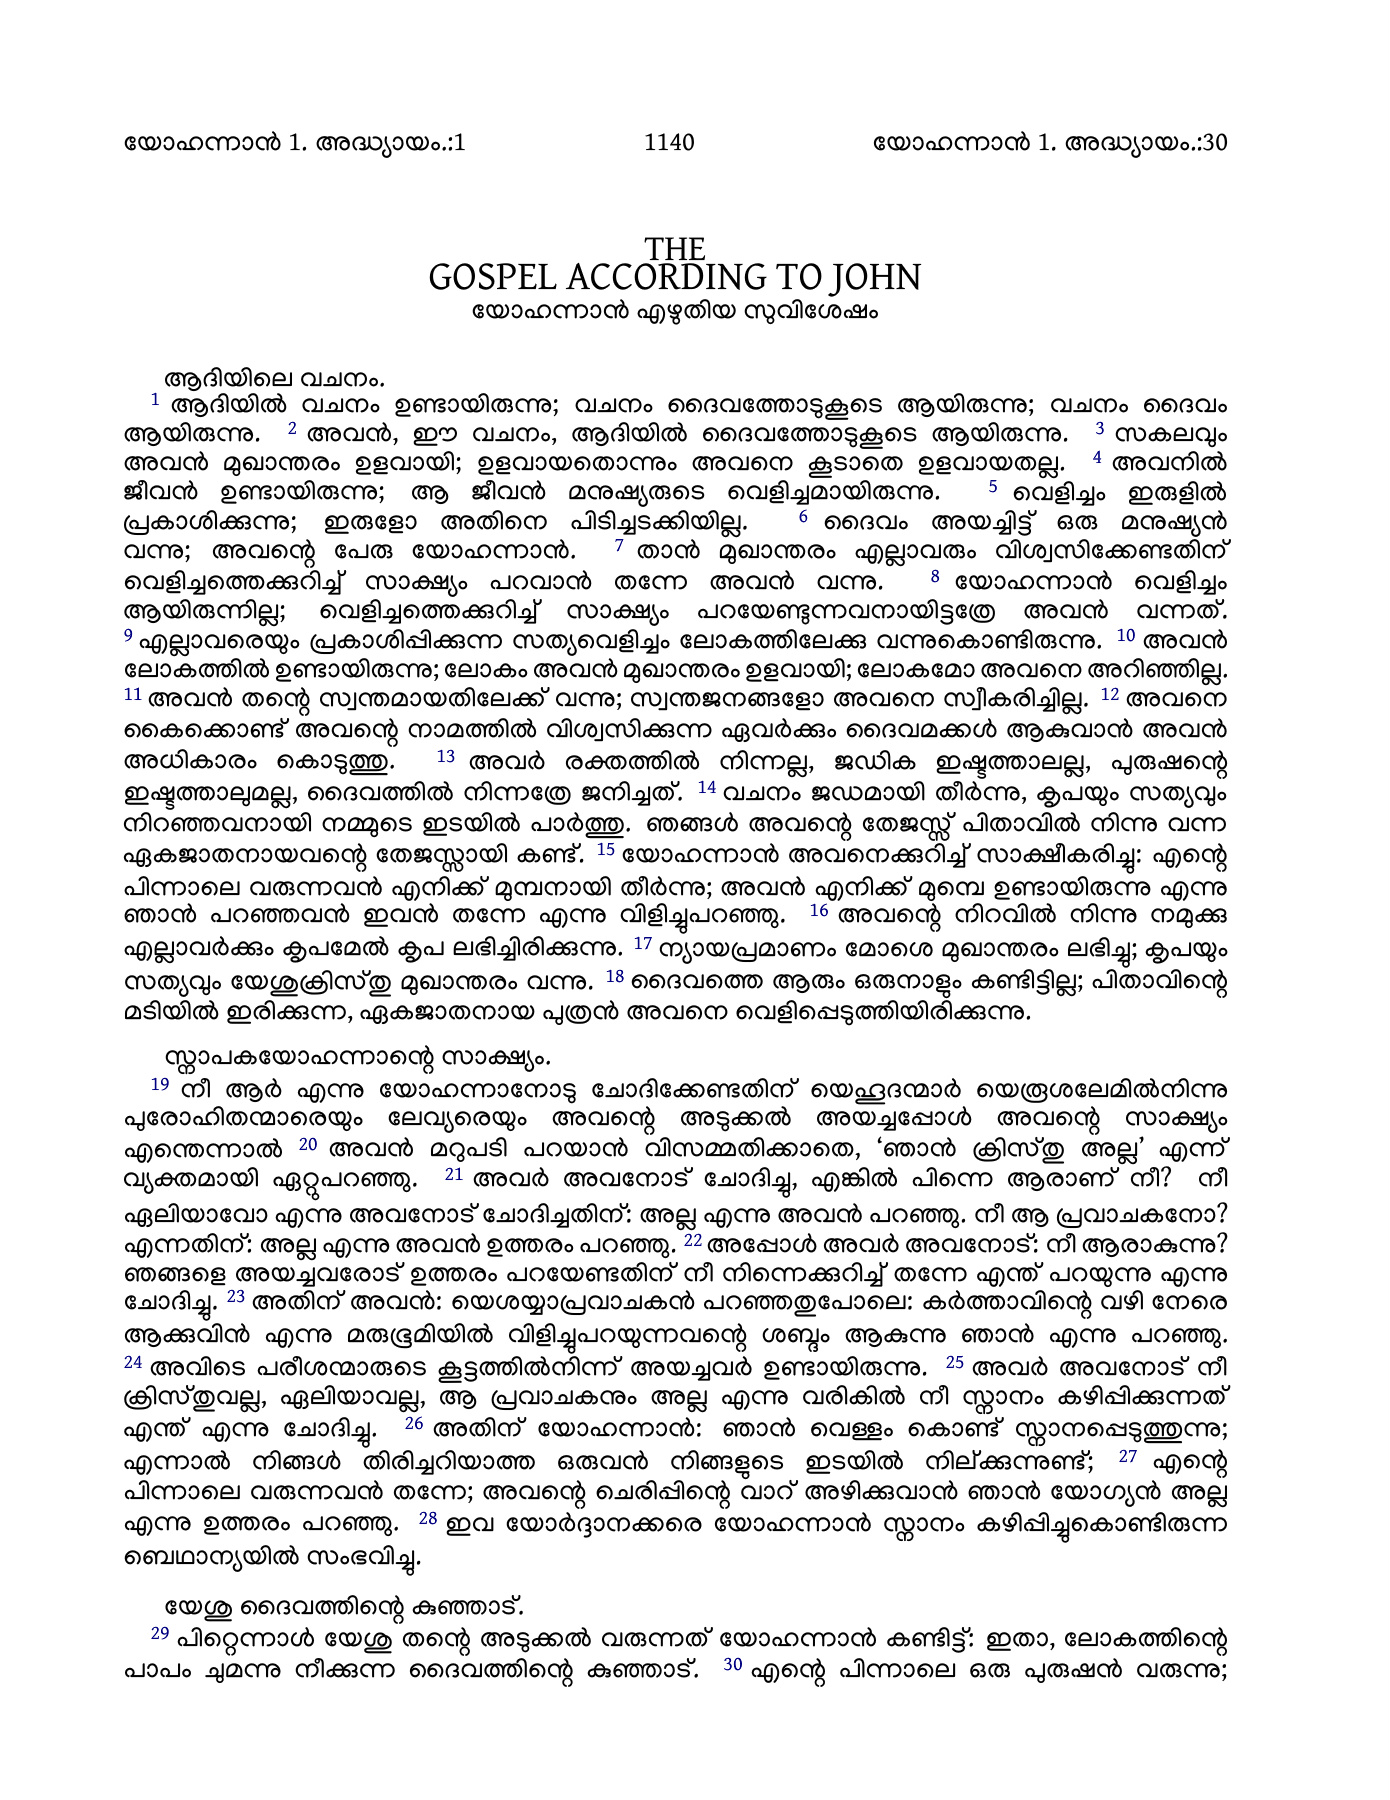 യോഹന്നാൻ 1. അദ്ധ്യായം.:1 1140 യോഹന്നാൻ 1. അദ്ധ്യായം.:30
THE
GOSPEL ACCORDING TO JOHN
യോഹന്നാൻ എഴുതിയ സുവിശേഷം
ആദിയിലെ വചനം.
1 ആദിയിൽ വചനം ഉണ്ടായിരുന്നു; വചനം ദൈവത്തോടുകൂടെ ആയിരുന്നു; വചനം ദൈവം
ആയിരുന്നു. 2 അവൻ, ഈ വചനം, ആദിയിൽ ദൈവത്തോടുകൂടെ ആയിരുന്നു. 3 സകലവും
അവൻ മുഖാന്തരം ഉളവായി; ഉളവായതൊന്നും അവനെ കൂടാതെ ഉളവായതല്ല. 4 അവനിൽ
ജീവൻ ഉണ്ടായിരുന്നു; ആ ജീവൻ മനുഷ്യരുടെ വെളിച്ചമായിരുന്നു. 5 വെളിച്ചം ഇരുളിൽ
പ്രകാശിക്കുന്നു; ഇരുളോ അതിനെ പിടിച്ചടക്കിയില്ല. 6 ദൈവം അയച്ചിട്ട് ഒരു മനുഷ്യൻ
വന്നു; അവന്റെ പേരു യോഹന്നാൻ. 7 താൻ മുഖാന്തരം എല്ലാവരും വിശ്വസിക്കേണ്ടതിന്
വെളിച്ചത്തെക്കുറിച്ച് സാക്ഷ്യം പറവാൻ തന്നേ അവൻ വന്നു. 8 യോഹന്നാൻ വെളിച്ചം
ആയിരുന്നില്ല; വെളിച്ചത്തെക്കുറിച്ച് സാക്ഷ്യം പറയേണ്ടുന്നവനായിട്ടത്രേ അവൻ വന്നത്.
9 എല്ലാവരെയും പ്രകാശിപ്പിക്കുന്ന സത്യവെളിച്ചം ലോകത്തിലേക്കു വന്നുകൊണ്ടിരുന്നു. 10 അവൻ
ലോകത്തിൽ ഉണ്ടായിരുന്നു; ലോകം അവൻ മുഖാന്തരം ഉളവായി; ലോകമോ അവനെ അറിഞ്ഞില്ല.
11 അവൻ തന്റെ സ്വന്തമായതിലേക്ക് വന്നു; സ്വന്തജനങ്ങളോ അവനെ സ്വീകരിച്ചില്ല. 12 അവനെ
കൈക്കൊണ്ട് അവന്റെ നാമത്തിൽ വിശ്വസിക്കുന്ന ഏവർക്കും ദൈവമക്കൾ ആകുവാൻ അവൻ
അധികാരം കൊടുത്തു. 13 അവർ രക്തത്തിൽ നിന്നല്ല, ജഡിക ഇഷ്ടത്താലല്ല, പുരുഷന്റെ
ഇഷ്ടത്താലുമല്ല, ദൈവത്തിൽ നിന്നത്രേ ജനിച്ചത്. 14 വചനം ജഡമായി തീർന്നു, കൃപയും സത്യവും
നിറഞ്ഞവനായി നമ്മുടെ ഇടയിൽ പാർത്തു. ഞങ്ങൾ അവന്റെ തേജസ്സ് പിതാവിൽ നിന്നു വന്ന
ഏകജാതനായവന്റെ തേജസ്സായി കണ്ട്. 15 യോഹന്നാൻ അവനെക്കുറിച്ച് സാക്ഷീകരിച്ചു: എന്റെ
പിന്നാലെ വരുന്നവൻ എനിക്ക് മുമ്പനായി തീർന്നു; അവൻ എനിക്ക് മുമ്പെ ഉണ്ടായിരുന്നു എന്നു
ഞാൻ പറഞ്ഞവൻ ഇവൻ തന്നേ എന്നു വിളിച്ചുപറഞ്ഞു. 16 അവന്റെ നിറവിൽ നിന്നു നമുക്കു
എല്ലാവർക്കും കൃപമേൽ കൃപ ലഭിച്ചിരിക്കുന്നു. 17 ന്യായപ്രമാണം മോശെ മുഖാന്തരം ലഭിച്ചു; കൃപയും
സത്യവും യേശുക്രിസ്തു മുഖാന്തരം വന്നു. 18 ദൈവത്തെ ആരും ഒരുനാളും കണ്ടിട്ടില്ല; പിതാവിന്റെ
മടിയിൽ ഇരിക്കുന്ന, ഏകജാതനായ പുത്രൻ അവനെ വെളിപ്പെടുത്തിയിരിക്കുന്നു.
സ്നാപകയോഹന്നാന്റെ സാക്ഷ്യം.
19 നീ ആർ എന്നു യോഹന്നാനോടു ചോദിക്കേണ്ടതിന് യെഹൂദന്മാർ യെരൂശലേമിൽനിന്നു
പുരോഹിതന്മാരെയും ലേവ്യരെയും അവന്റെ അടുക്കൽ അയച്ചപ്പോൾ അവന്റെ സാക്ഷ്യം
എന്തെന്നാൽ 20 അവൻ മറുപടി പറയാൻ വിസമ്മതിക്കാതെ, ‘ഞാൻ ക്രിസ്തു അല്ല’ എന്ന്
വ്യക്തമായി ഏറ്റുപറഞ്ഞു. 21 അവർ അവനോട് ചോദിച്ചു, എങ്കിൽ പിന്നെ ആരാണ് നീ? നീ
ഏലിയാവോ എന്നു അവനോട് ചോദിച്ചതിന്: അല്ല എന്നു അവൻ പറഞ്ഞു. നീ ആ പ്രവാചകനോ?
എന്നതിന്: അല്ല എന്നു അവൻ ഉത്തരം പറഞ്ഞു. 22 അപ്പോൾ അവർ അവനോട്: നീ ആരാകുന്നു?
ഞങ്ങളെ അയച്ചവരോട് ഉത്തരം പറയേണ്ടതിന് നീ നിന്നെക്കുറിച്ച് തന്നേ എന്ത് പറയുന്നു എന്നു
ചോദിച്ചു. 23 അതിന് അവൻ: യെശയ്യാപ്രവാചകൻ പറഞ്ഞതുപോലെ: കർത്താവിന്റെ വഴി നേരെ
ആക്കുവിൻ എന്നു മരുഭൂമിയിൽ വിളിച്ചുപറയുന്നവന്റെ ശബ്ദം ആകുന്നു ഞാൻ എന്നു പറഞ്ഞു.
24 അവിടെ പരീശന്മാരുടെ കൂട്ടത്തിൽനിന്ന് അയച്ചവർ ഉണ്ടായിരുന്നു. 25 അവർ അവനോട് നീ
ക്രിസ്തുവല്ല, ഏലിയാവല്ല, ആ പ്രവാചകനും അല്ല എന്നു വരികിൽ നീ സ്നാനം കഴിപ്പിക്കുന്നത്
എന്ത് എന്നു ചോദിച്ചു. 26 അതിന് യോഹന്നാൻ: ഞാൻ വെള്ളം കൊണ്ട് സ്നാനപ്പെടുത്തുന്നു;
എന്നാൽ നിങ്ങൾ തിരിച്ചറിയാത്ത ഒരുവൻ നിങ്ങളുടെ ഇടയിൽ നില്ക്കുന്നുണ്ട്; 27 എന്റെ
പിന്നാലെ വരുന്നവൻ തന്നേ; അവന്റെ ചെരിപ്പിന്റെ വാറ് അഴിക്കുവാൻ ഞാൻ യോഗ്യൻ അല്ല
എന്നു ഉത്തരം പറഞ്ഞു. 28 ഇവ യോർദ്ദാനക്കരെ യോഹന്നാൻ സ്നാനം കഴിപ്പിച്ചുകൊണ്ടിരുന്ന
ബെഥാന്യയിൽ സംഭവിച്ചു.
യേശു ദൈവത്തിന്റെ കുഞ്ഞാട്.
29 പിറ്റെന്നാൾ യേശു തന്റെ അടുക്കൽ വരുന്നത് യോഹന്നാൻ കണ്ടിട്ട്: ഇതാ, ലോകത്തിന്റെ
പാപം ചുമന്നു നീക്കുന്ന ദൈവത്തിന്റെ കുഞ്ഞാട്. 30 എന്റെ പിന്നാലെ ഒരു പുരുഷൻ വരുന്നു;